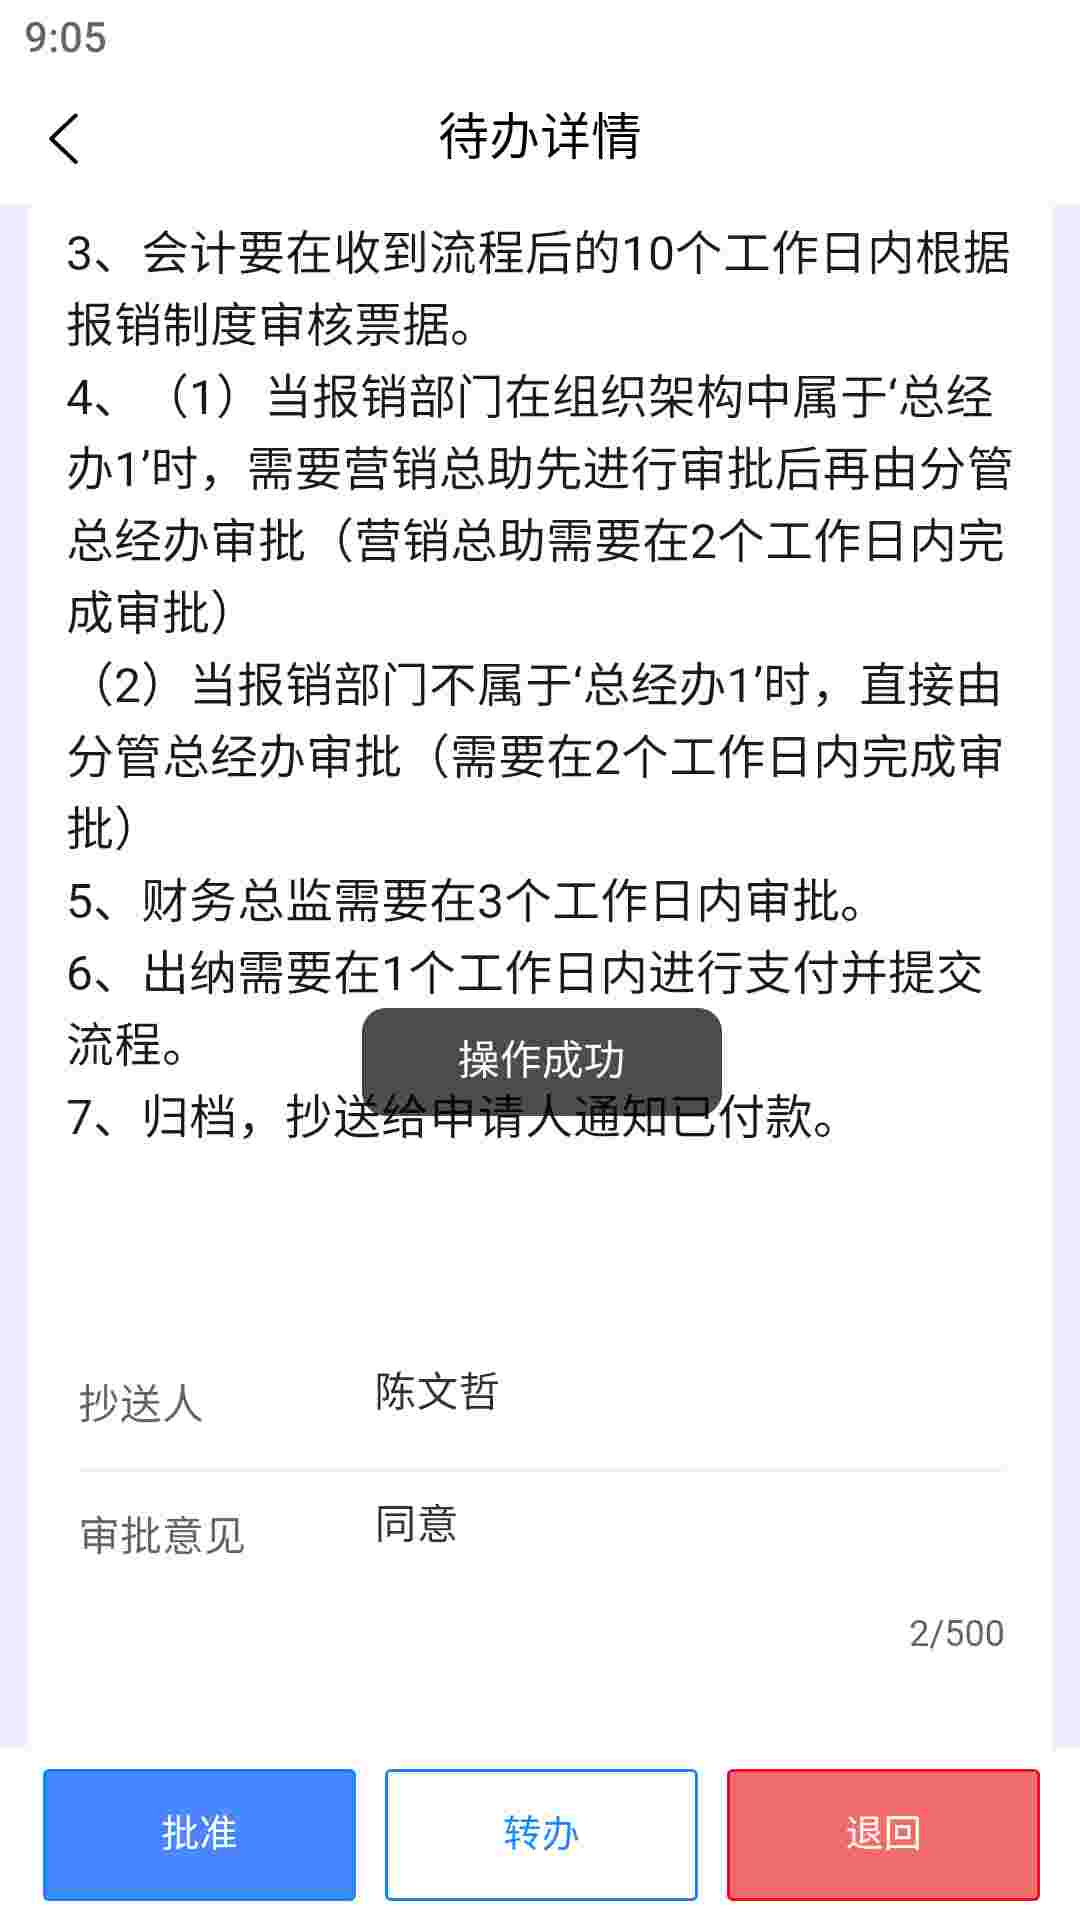 9:05
待办详情
3、会计要在收到流程后的10个工作日内根据
报销制度审核票据。
4、（1）当报销部门在组织架构中属于‘总经
办1’时，需要营销总助先进行审批后再由分管
总经办审批（营销总助需要在2个工作日内完
成审批）
（2）当报销部门不属于‘总经办1’时，直接由
分管总经办审批（需要在2个工作日内完成审
批）
5、财务总监需要在3个工作日内审批。
6、出纳需要在1个工作日内进行支付并提交
流程。
操作成功
7、归档，抄送给申请人通知已付款。
抄送人 陈文哲
审批意见 同意
2/500
批准 转办 退回